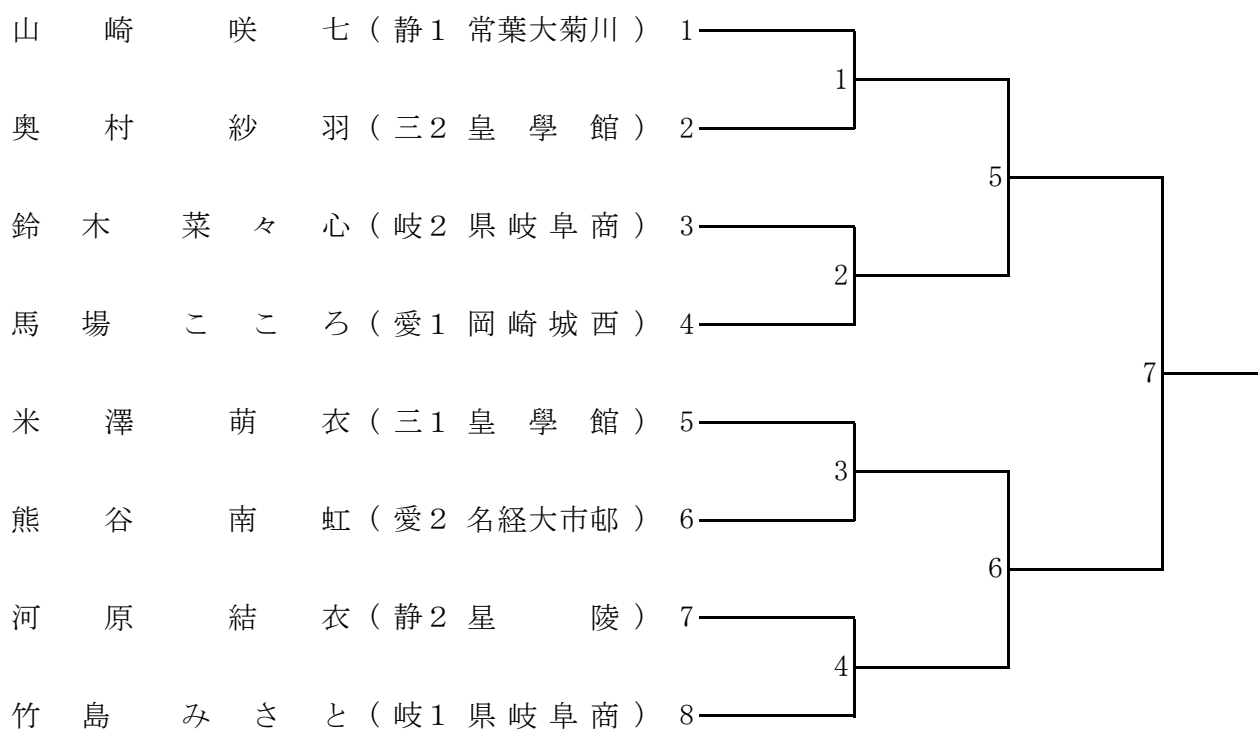 山崎咲七（静１ 常葉大菊川） 1
1
奥村紗羽（三２ 皇學館） 2
5
鈴木菜々心（岐２ 県岐阜商） 3
2
馬場こころ（愛１ 岡崎城西） 4
7
米澤萌衣（三１ 皇學館） 5
3
熊谷南虹（愛２ 名経大市邨） 6
6
河原結衣（静２ 星陵） 7
4
竹島みさと（岐１ 県岐阜商） 8